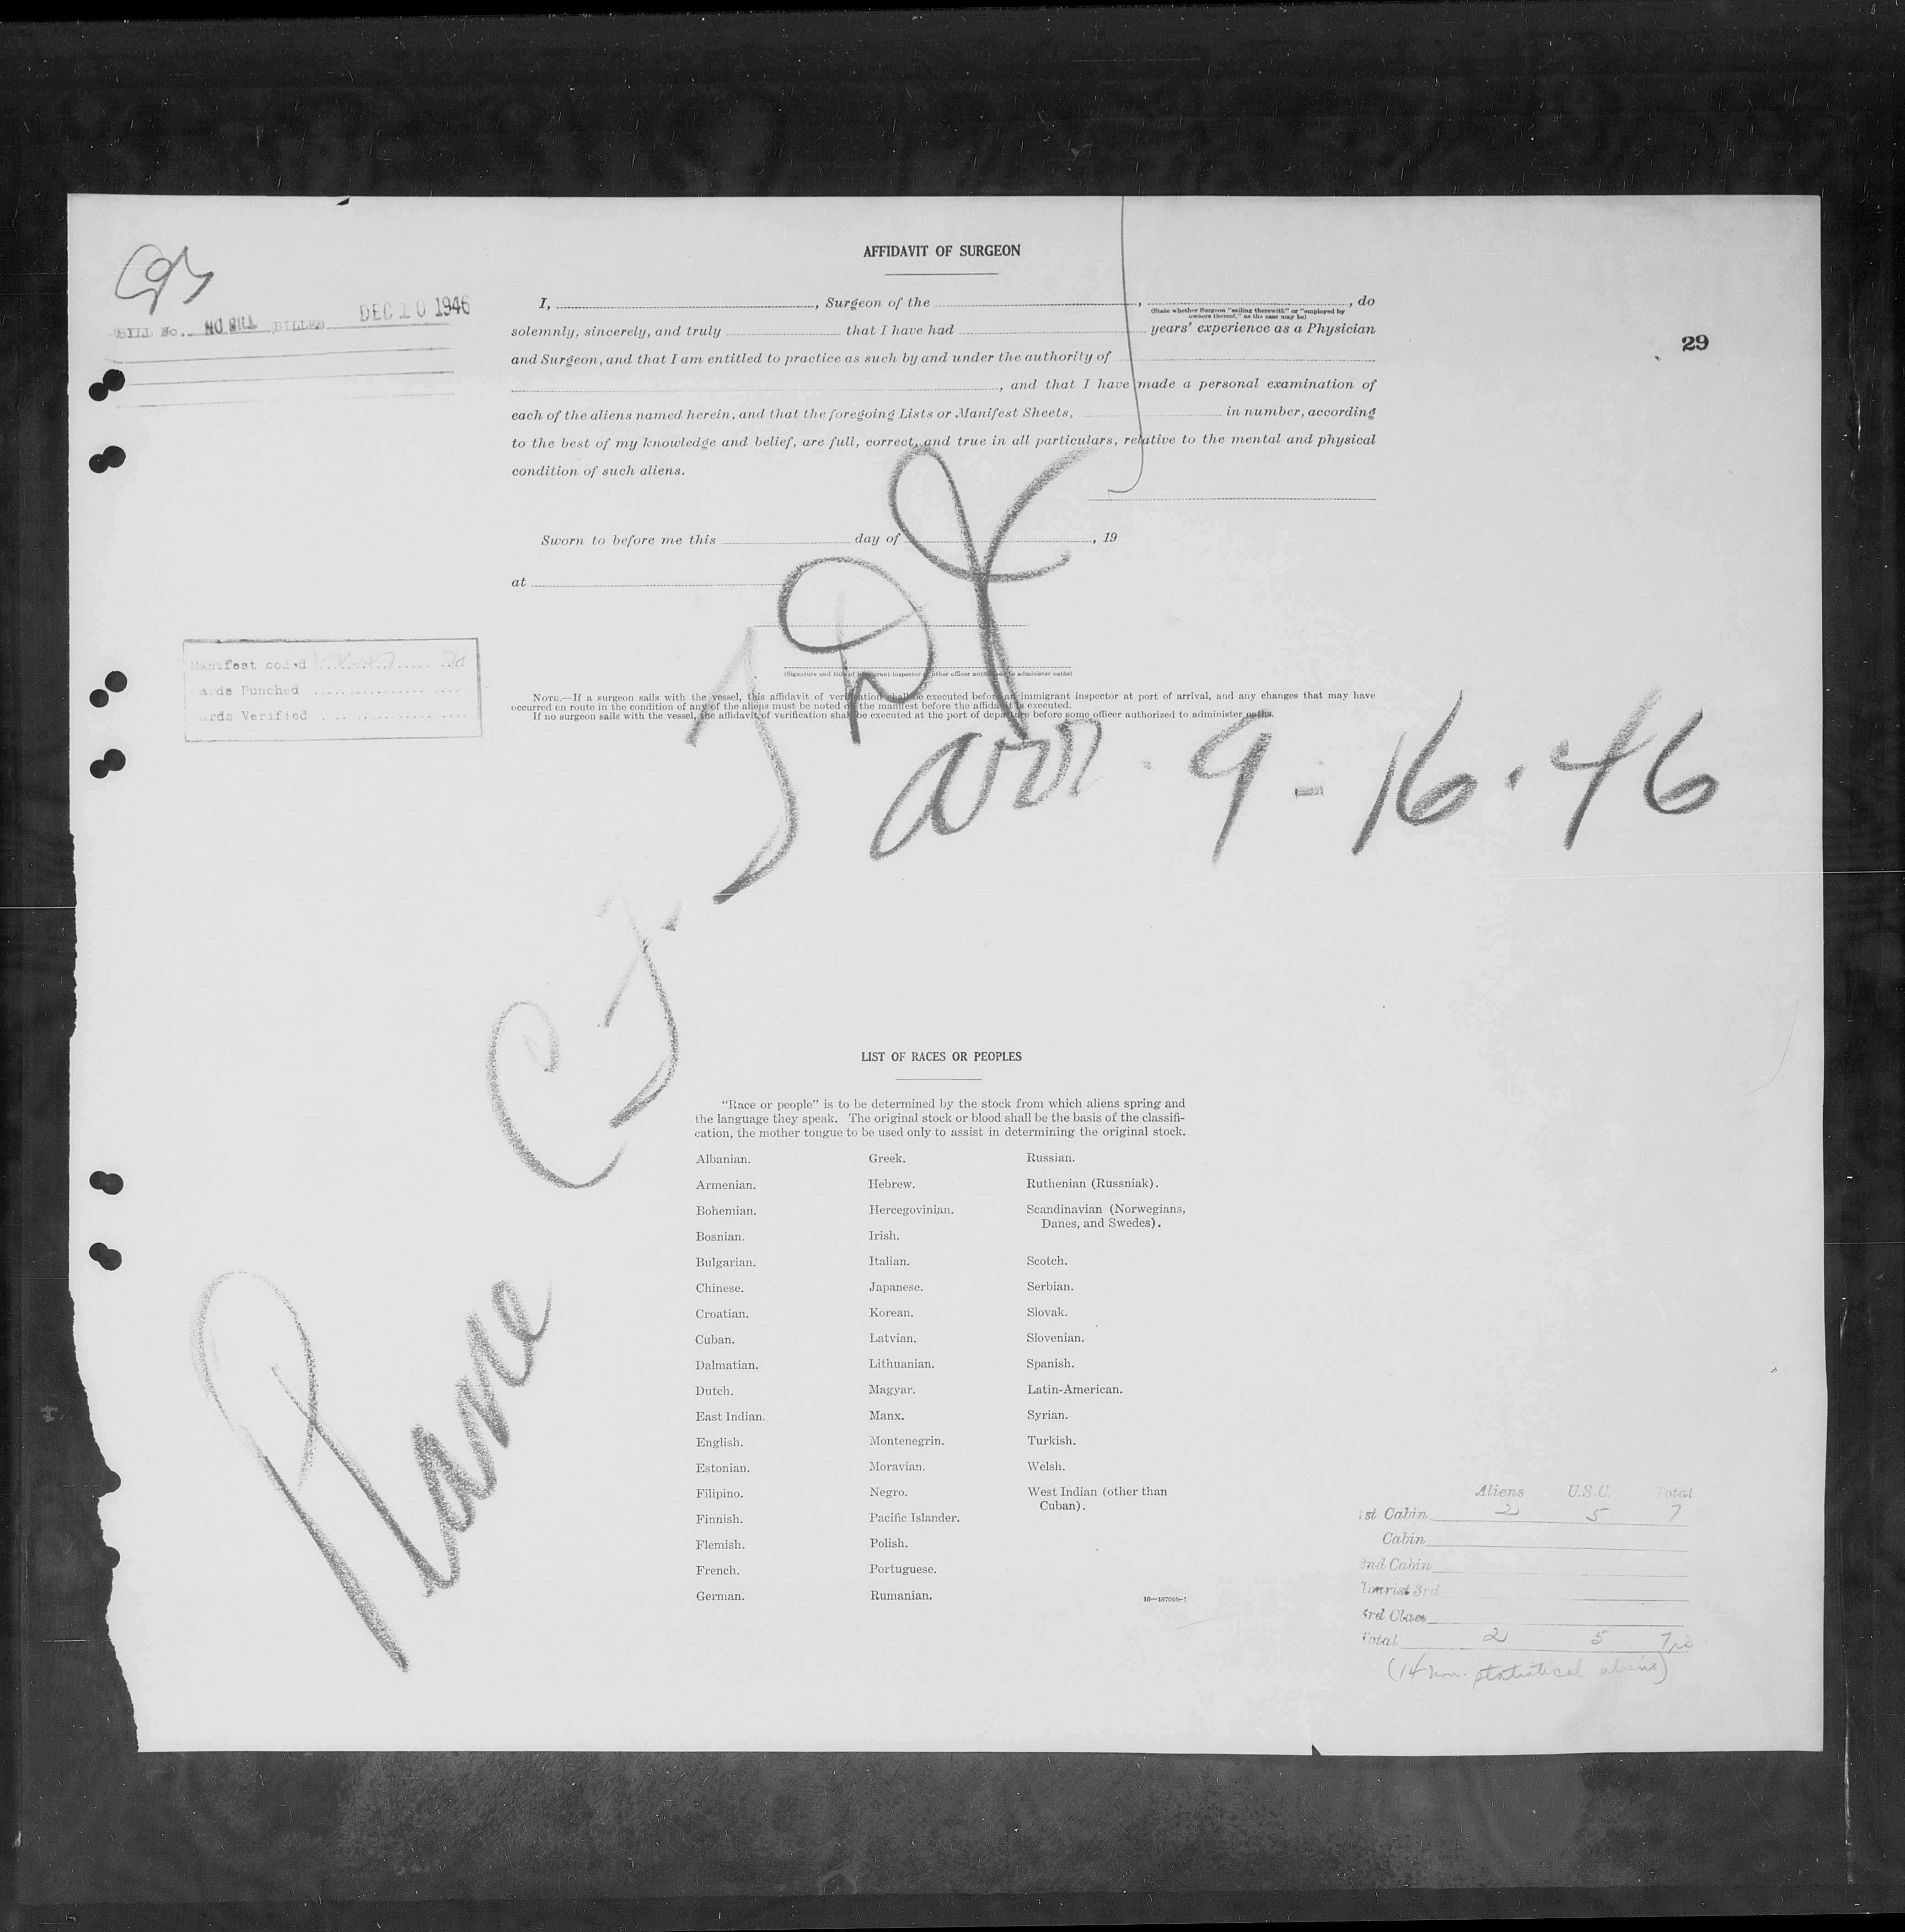 AFFIDAVIT OF SURGEON
BILL No. NO BILL BILLED DEC 10 1946
29
I, , Surgeon of the , , do
(State whether Surgeon "sailing therewith" or "employed by
owners thereof," as the case may be)
solemnly, sincerely, and truly that I have had years' experience as a Physician
and Surgeon, and that I am entitled to practice as such by and under the authority of
, and that I have made a personal examination of
each of the aliens named herein, and that the foregoing Lists or Manifest Sheets, in number, according
to the best of my knowledge and belief, are full, correct, and true in all particulars, relative to the mental and physical
condition of such aliens.
Sworn to before me this day of , 19
at
(Signature and title of immigrant inspector or other officer authorized to administer oaths)
Manifest coded
Cards Punched
Cards Verified
NOTE.—If a surgeon sails with the vessel, this affidavit of verification shall be executed before an immigrant inspector at port of arrival, and any changes that may have
occurred en route in the condition of any of the aliens must be noted on the manifest before the affidavit is executed.
If no surgeon sails with the vessel, the affidavit of verification shall be executed at the port of departure before some officer authorized to administer oaths.
Plane
arr. 9-16-46
LIST OF RACES OR PEOPLES
"Race or people" is to be determined by the stock from which aliens spring and
the language they speak. The original stock or blood shall be the basis of the classifi-
cation, the mother tongue to be used only to assist in determining the original stock.
Albanian.
Armenian.
Bohemian.
Bosnian.
Bulgarian.
Chinese.
Croatian.
Cuban.
Dalmatian.
Dutch.
East Indian.
English.
Estonian.
Filipino.
Finnish.
Flemish.
French.
German.
Greek.
Hebrew.
Hercegovinian.
Irish.
Italian.
Japanese.
Korean.
Latvian.
Lithuanian.
Magyar.
Manx.
Montenegrin.
Moravian.
Negro.
Pacific Islander.
Polish.
Portuguese.
Rumanian.
Russian.
Ruthenian (Russniak).
Scandinavian (Norwegians,
Danes, and Swedes).
Scotch.
Serbian.
Slovak.
Slovenian.
Spanish.
Latin-American.
Syrian.
Turkish.
Welsh.
West Indian (other than
Cuban).
Aliens U.S.C. Total
1st Cabin 2 5 7
Cabin
2nd Cabin
Tourist 3rd
3rd Class
Total 2 5 7
(14 non. statistical aliens)